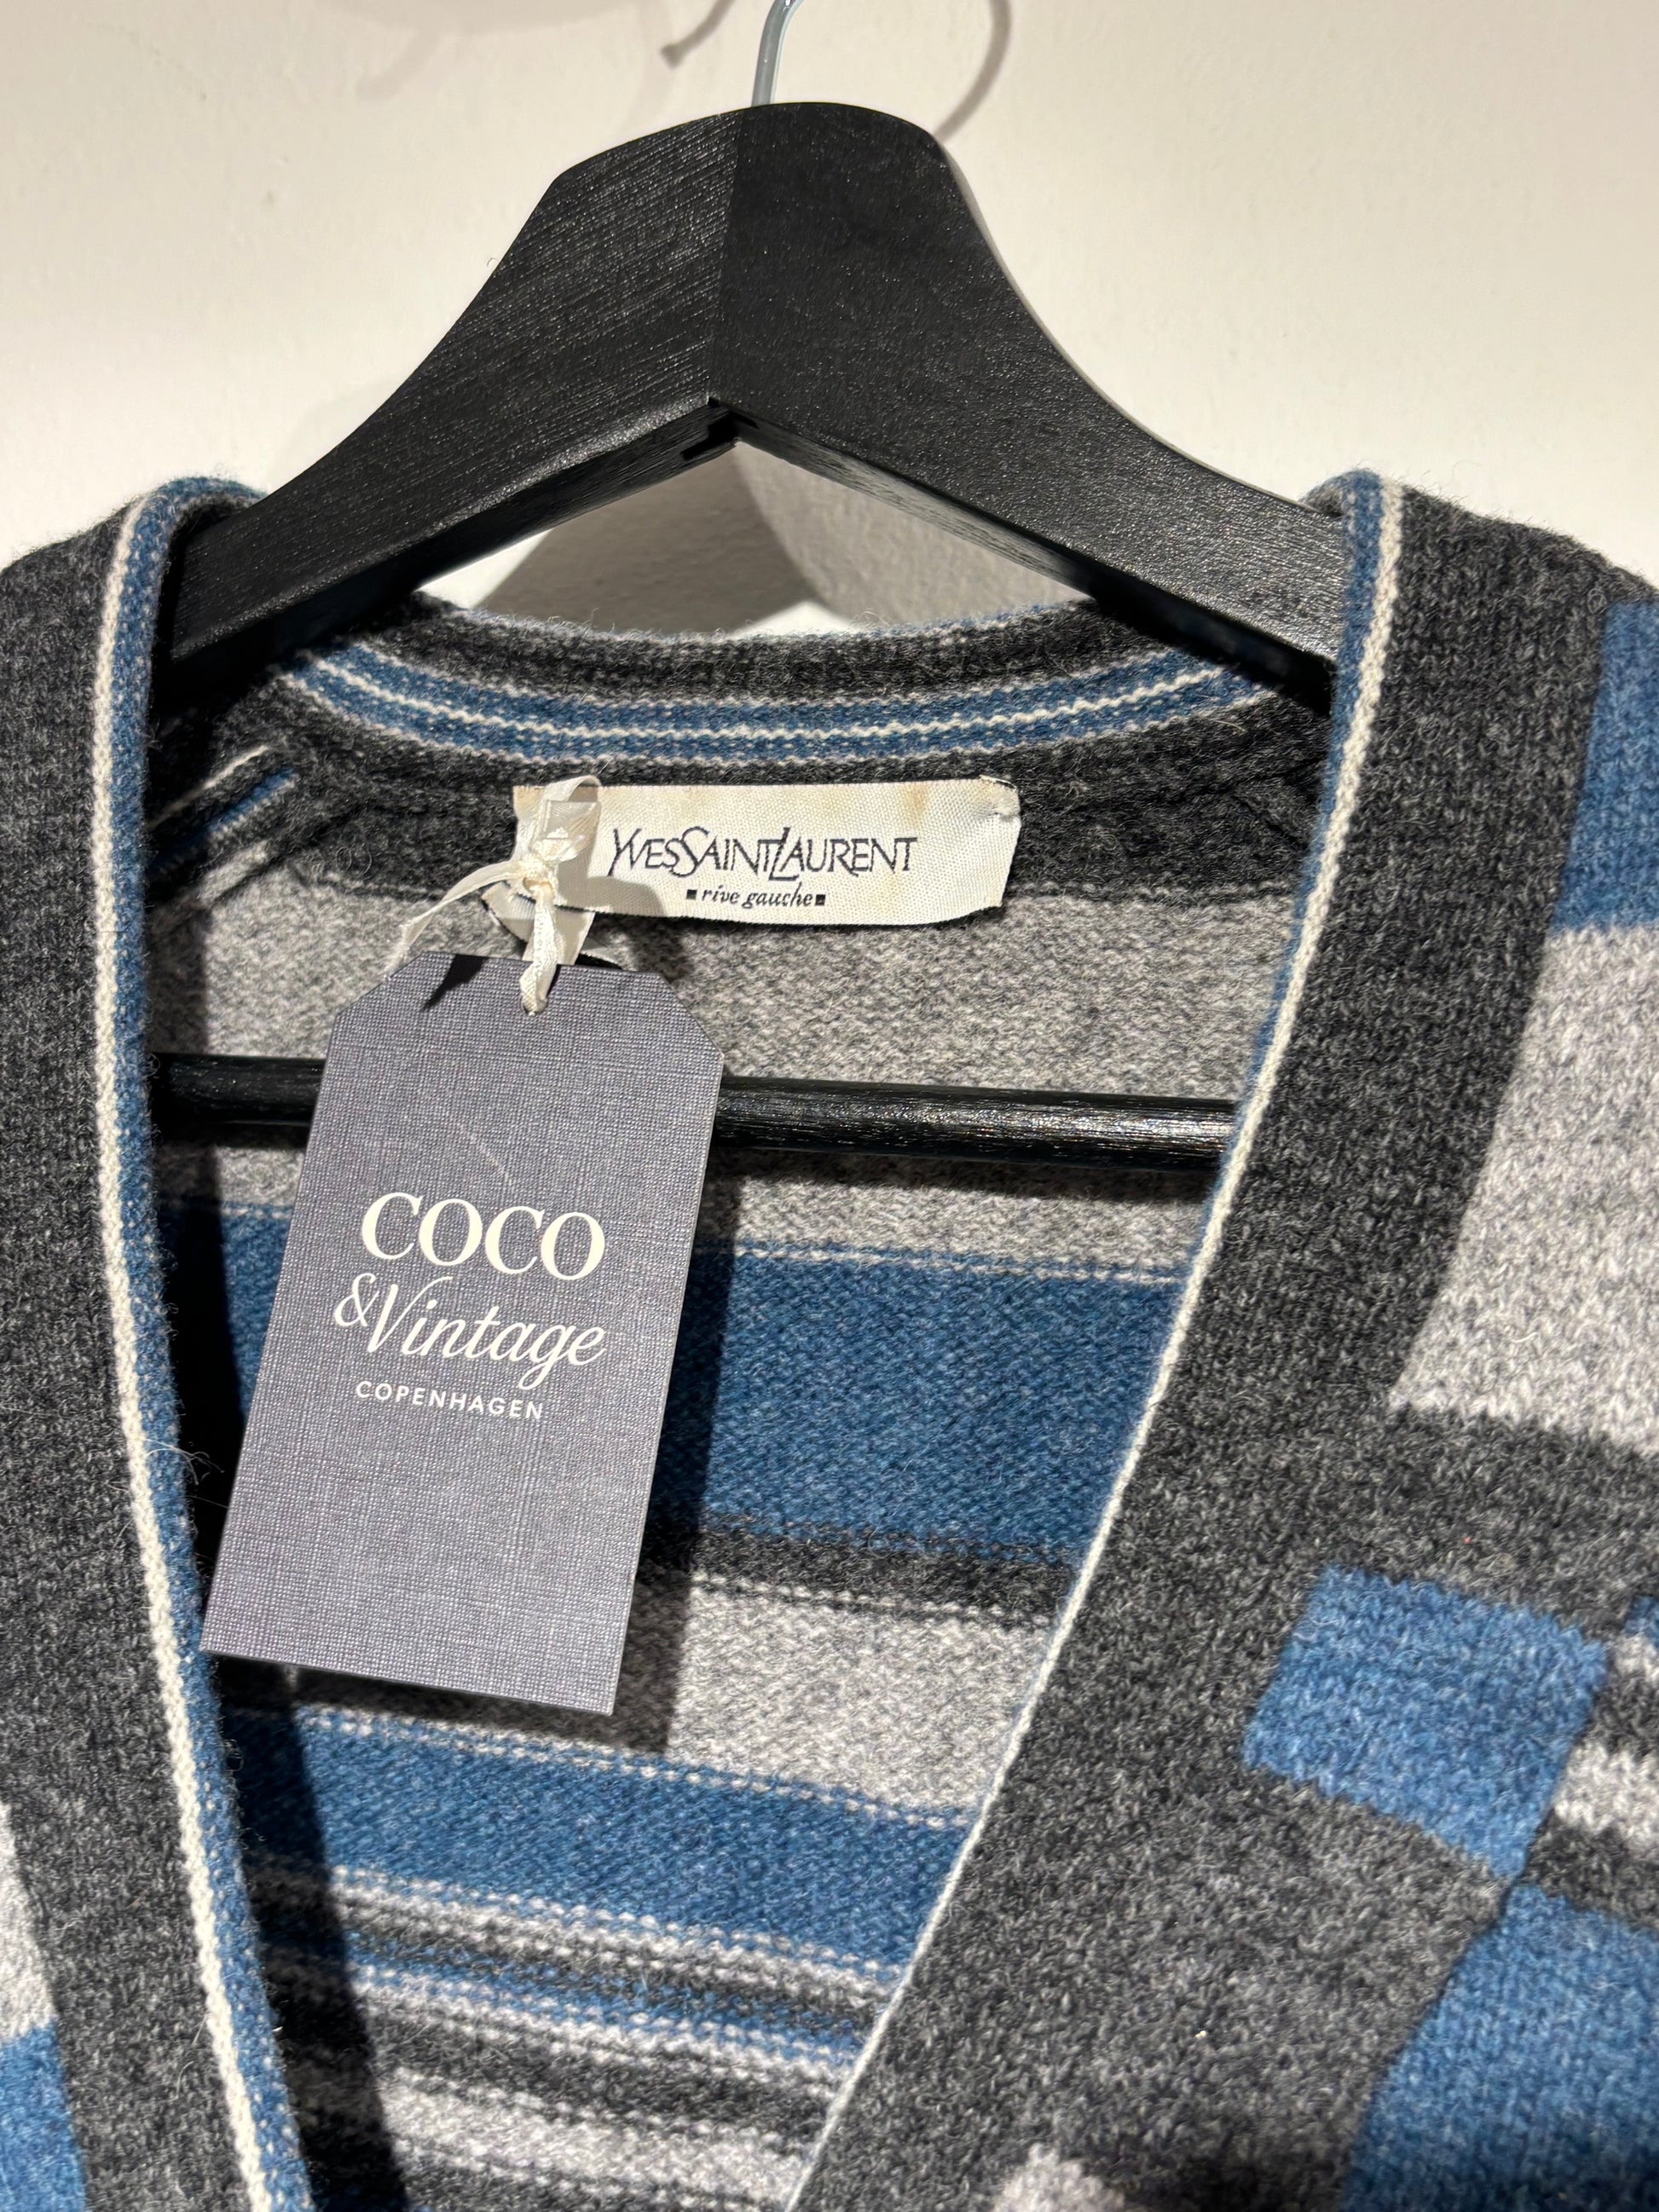 YVESSAINTLAURENT
▪rive gauche▪
COCO
&Vintage
COPENHAGEN